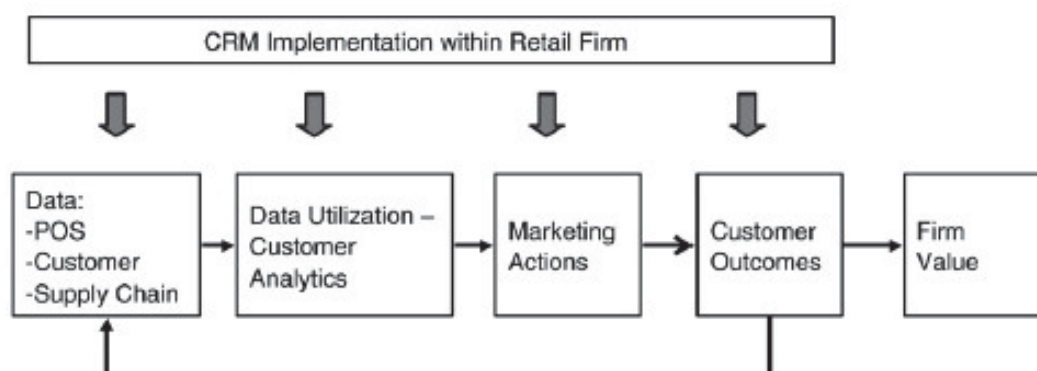 CRM Implementation within Retail Firm
Data:
-POS
-Customer
-Supply Chain
Data Utilization –
Customer
Analytics
Marketing
Actions
Customer
Outcomes
Firm
Value